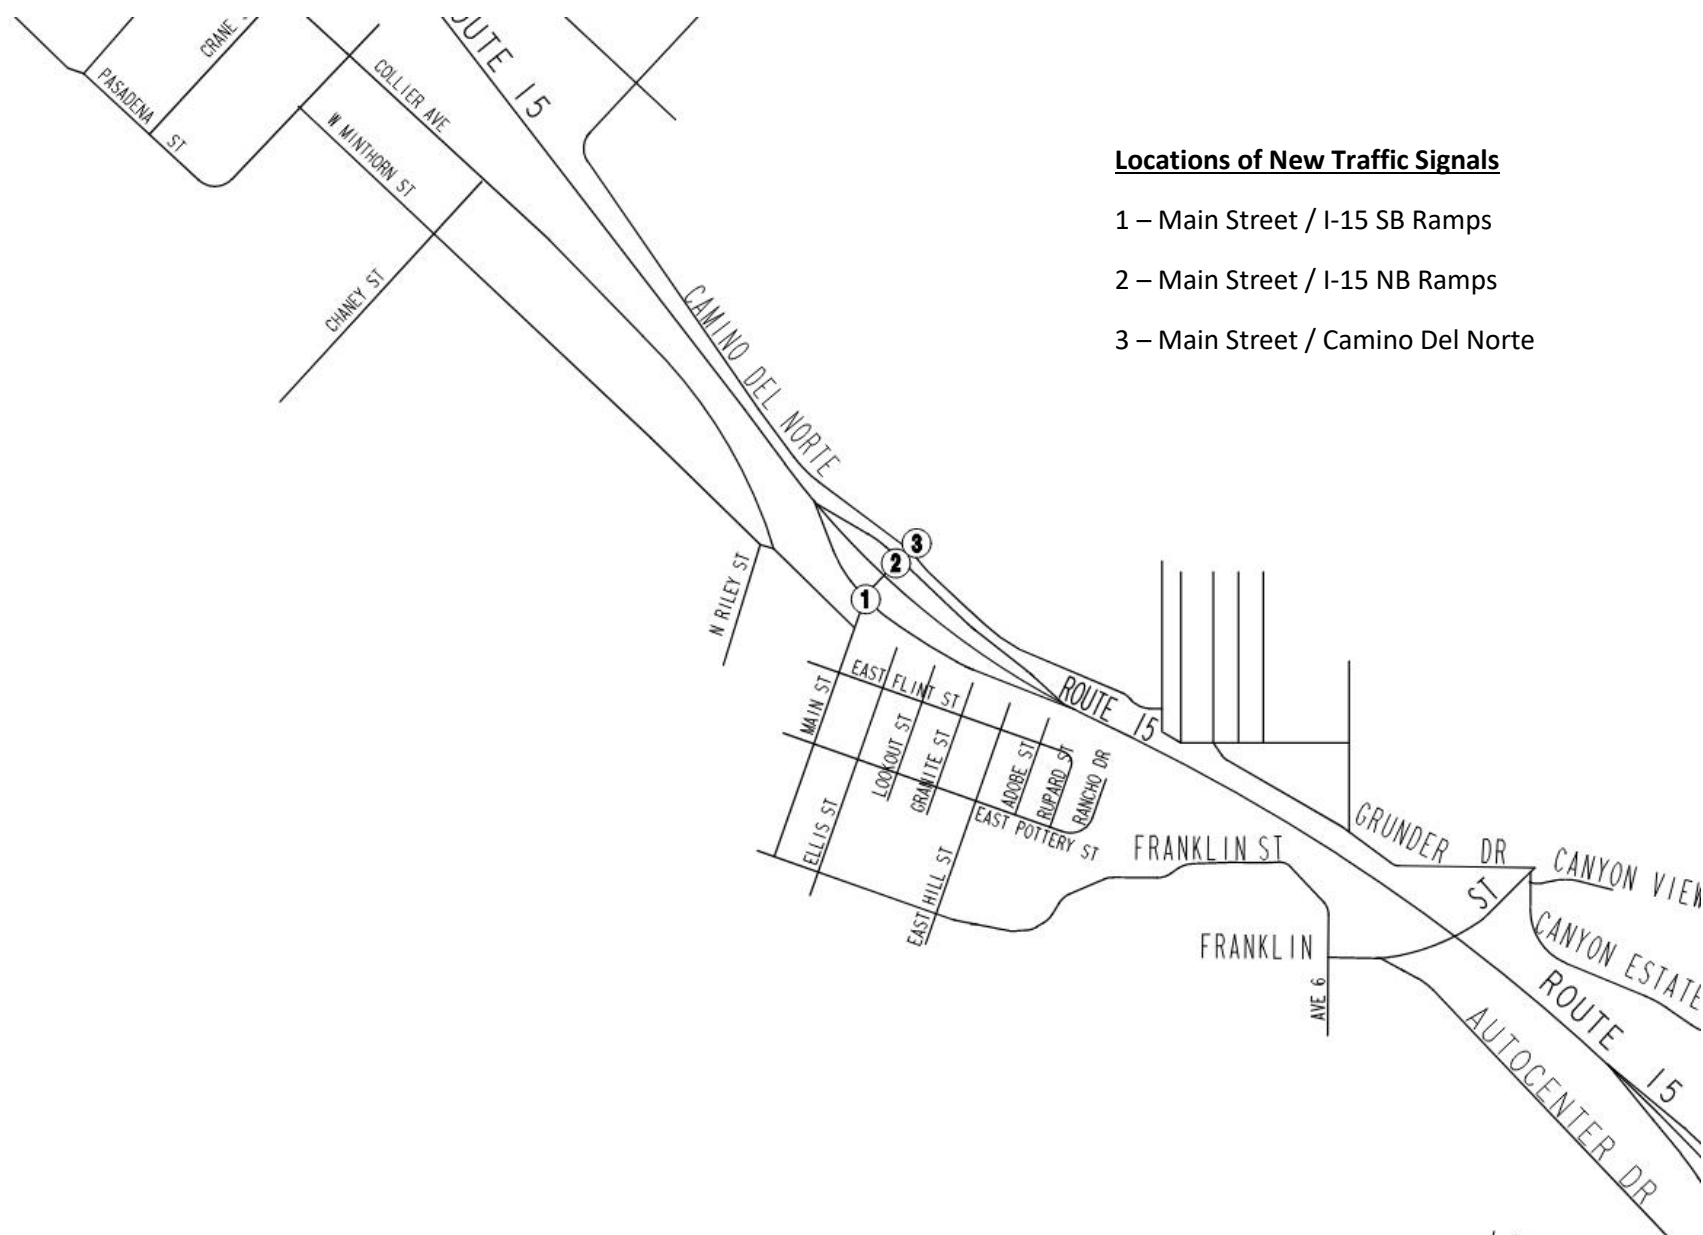 CRANE
PASADENA
ST
COLLIER AVE
W MINTHORN ST
ROUTE 15
CHANEY ST
CAMINO DEL NORTE
Locations of New Traffic Signals
1 – Main Street / I-15 SB Ramps
2 – Main Street / I-15 NB Ramps
3 – Main Street / Camino Del Norte
3
2
1
N RILEY ST
MAIN ST
EAST FLINT ST
ROUTE 15
LOOKOUT ST
GRANITE ST
ADOBE ST
RUPARD ST
RANCHO DR
ELLIS ST
EAST POTTERY ST
EAST HILL ST
FRANKLIN ST
GRUNDER DR
CANYON VIEW
FRANKLIN
ST
CANYON ESTATE
AVE 6
ROUTE 15
AUTOCENTER DR